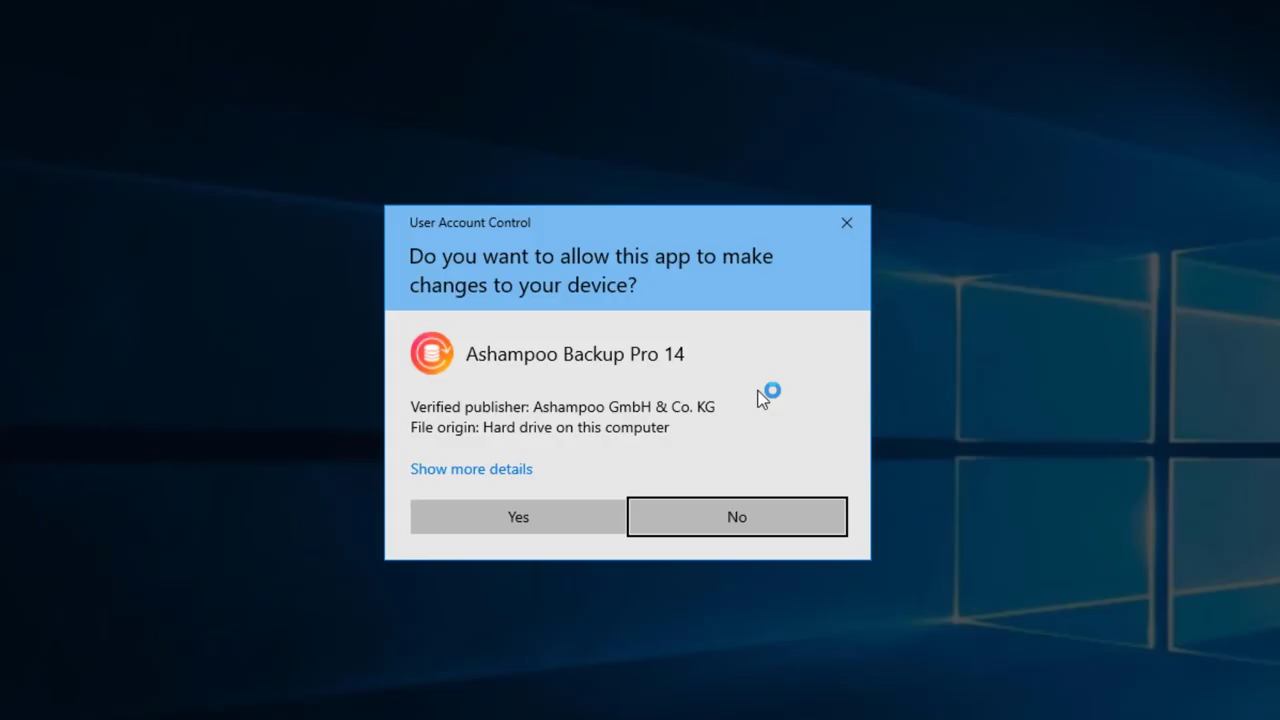 User Account Control
Do you want to allow this app to make
changes to your device?
Ashampoo Backup Pro 14
Verified publisher: Ashampoo GmbH & Co. KG
File origin: Hard drive on this computer
Show more details
Yes
No